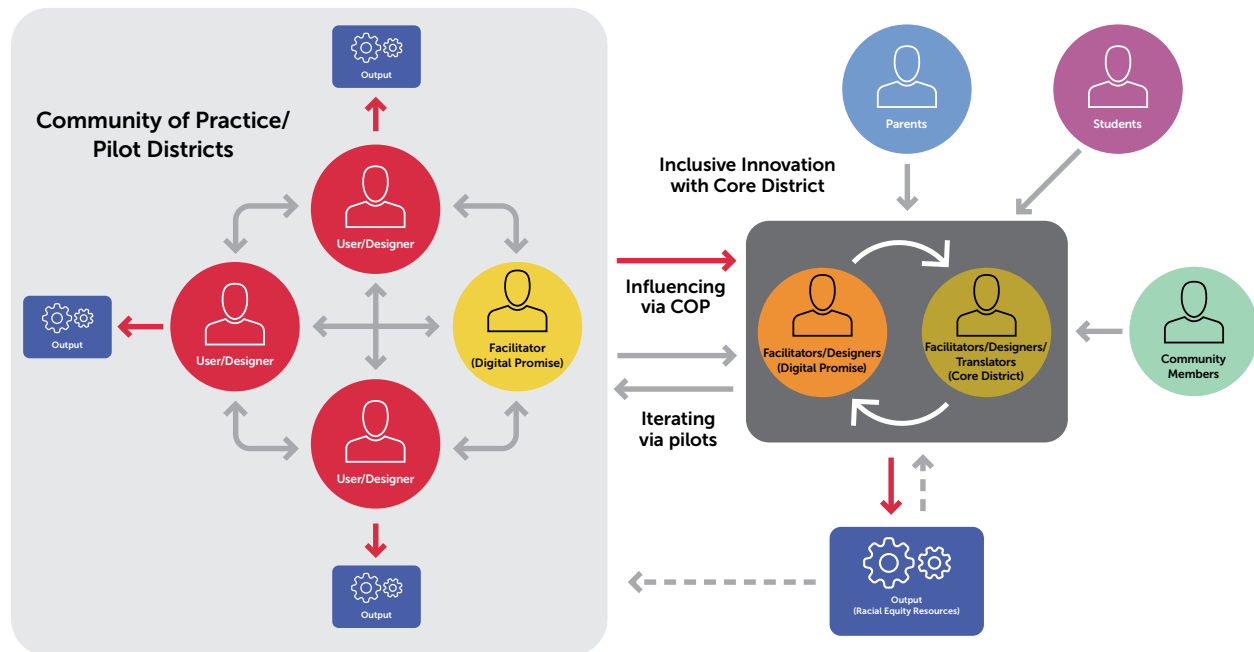 Community of Practice/
Pilot Districts
Output
User/Designer
User/Designer
Output
Facilitator
(Digital Promise)
User/Designer
Output
Inclusive Innovation
with Core District
Parents
Students
Influencing
via COP
Iterating
via pilots
Facilitators/Designers
(Digital Promise)
Facilitators/Designers/
Translators
(Core District)
Community
Members
Output
(Racial Equity Resources)